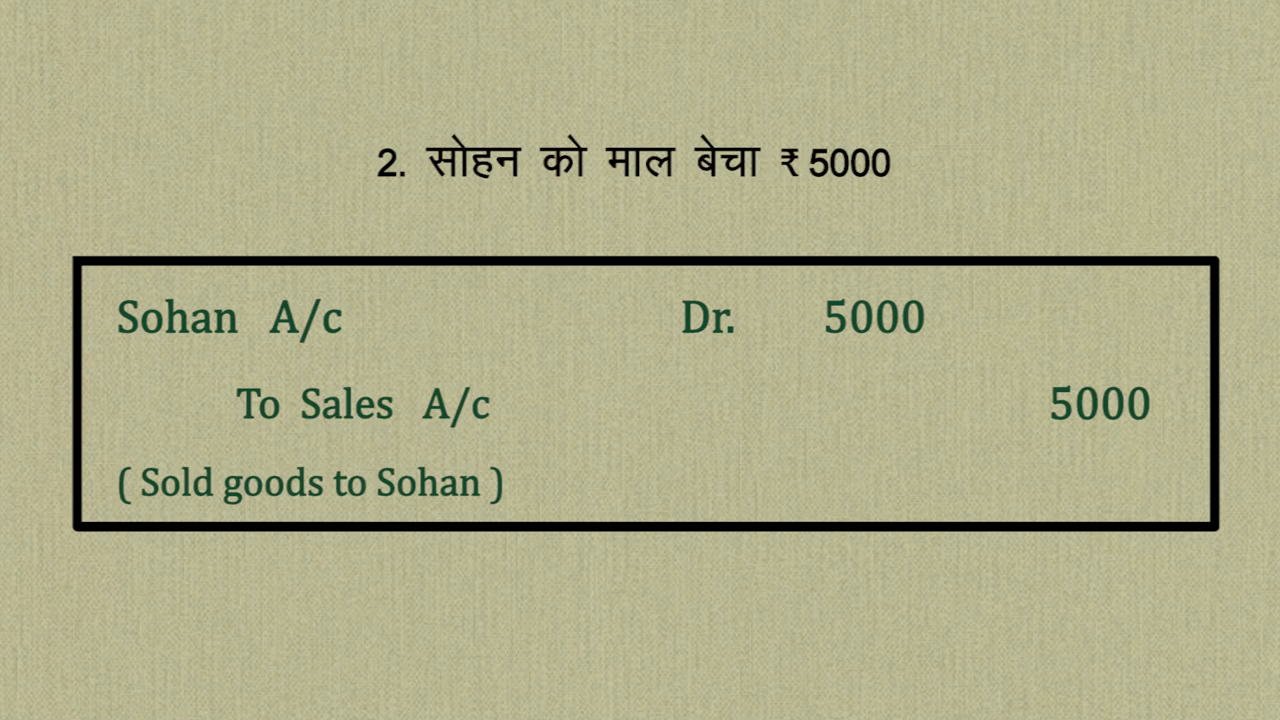 2. सोहन को माल बेचा ₹ 5000
Sohan A/c Dr. 5000
To Sales A/c 5000
( Sold goods to Sohan )